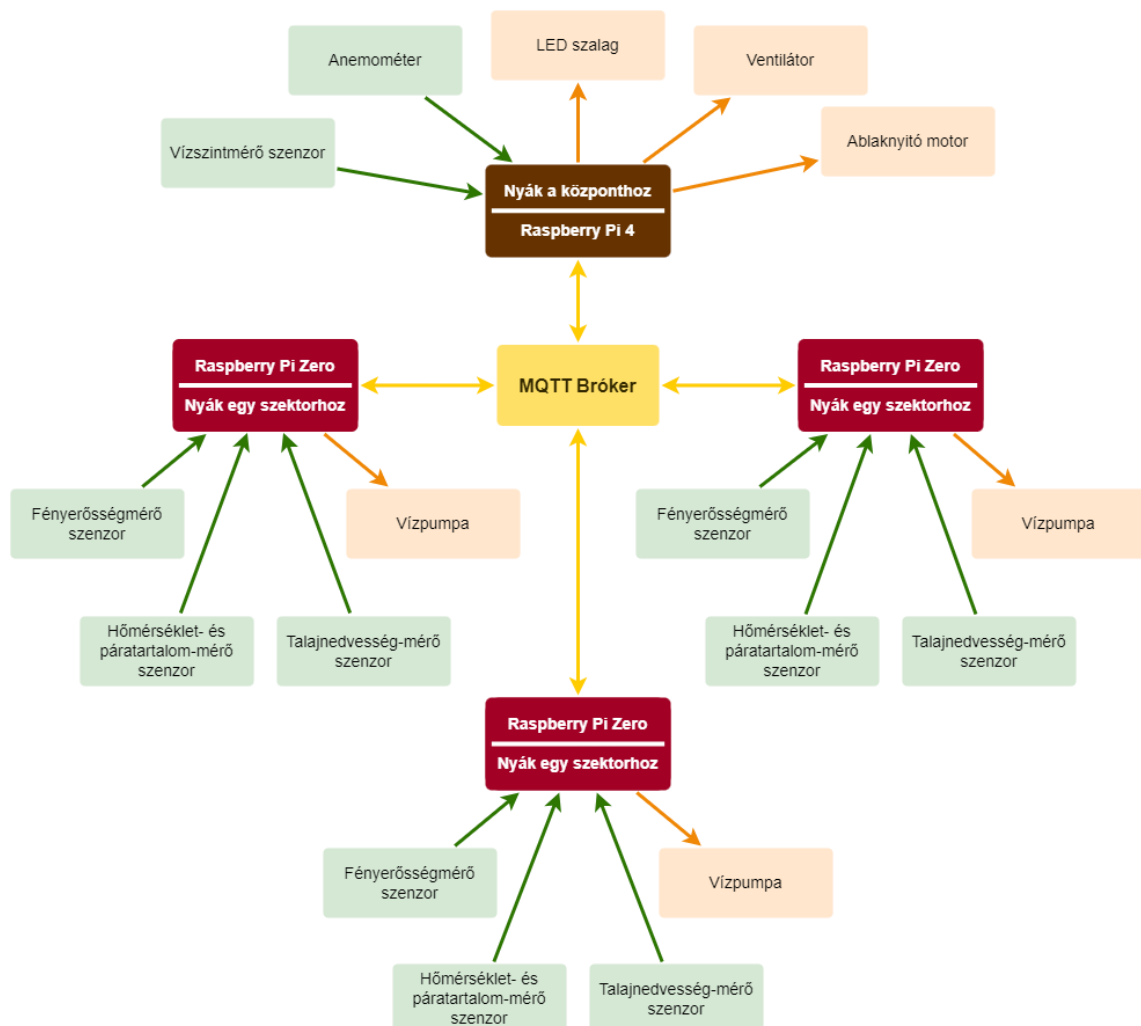 LED szalag
Anemométer
Ventilátor
Vízszintmérő szenzor
Ablaknyitó motor
Nyák a központhoz
Raspberry Pi 4
Raspberry Pi Zero
Nyák egy szektorhoz
MQTT Bróker
Raspberry Pi Zero
Nyák egy szektorhoz
Fényerősségmérő
szenzor
Vízpumpa
Hőmérséklet- és
páratartalom-mérő
szenzor
Talajnedvesség-mérő
szenzor
Fényerősségmérő
szenzor
Vízpumpa
Hőmérséklet- és
páratartalom-mérő
szenzor
Talajnedvesség-mérő
szenzor
Raspberry Pi Zero
Nyák egy szektorhoz
Fényerősségmérő
szenzor
Vízpumpa
Hőmérséklet- és
páratartalom-mérő
szenzor
Talajnedvesség-mérő
szenzor